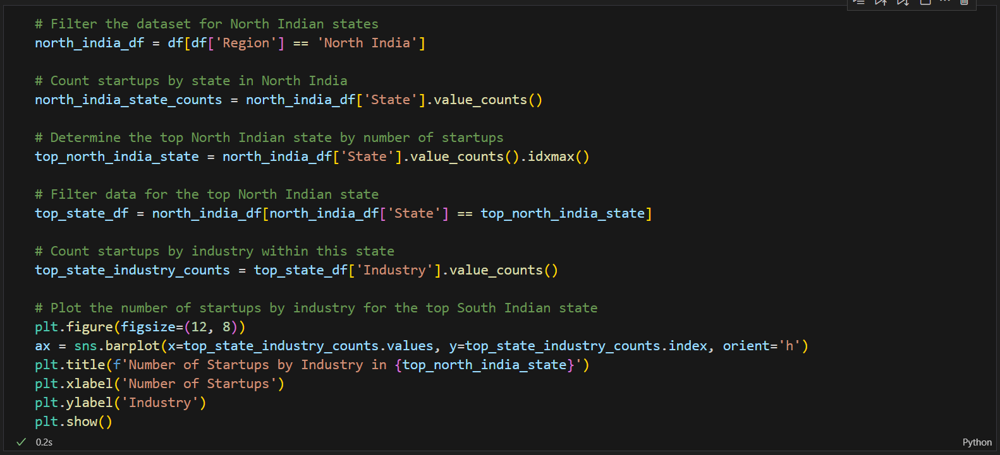 # Filter the dataset for North Indian states
north_india_df = df[df['Region'] == 'North India']
# Count startups by state in North India
north_india_state_counts = north_india_df['State'].value_counts()
# Determine the top North Indian state by number of startups
top_north_india_state = north_india_df['State'].value_counts().idxmax()
# Filter data for the top North Indian state
top_state_df = north_india_df[north_india_df['State'] == top_north_india_state]
# Count startups by industry within this state
top_state_industry_counts = top_state_df['Industry'].value_counts()
# Plot the number of startups by industry for the top South Indian state
plt.figure(figsize=(12, 8))
ax = sns.barplot(x=top_state_industry_counts.values, y=top_state_industry_counts.index, orient='h')
plt.title(f'Number of Startups by Industry in {top_north_india_state}')
plt.xlabel('Number of Startups')
plt.ylabel('Industry')
plt.show()
0.2s
Python